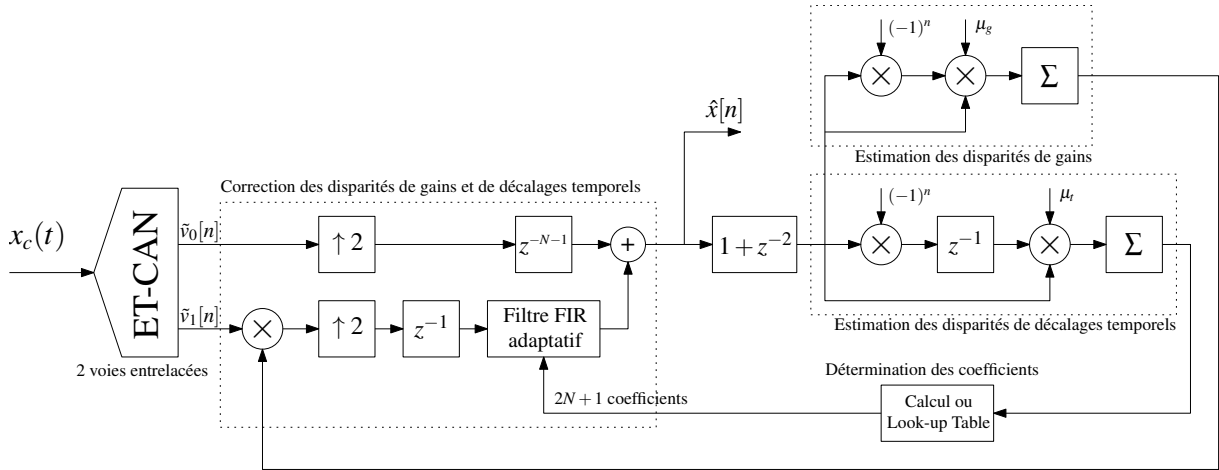 (−1)ⁿ
μ_g
×
×
Σ
x̂[n]
Estimation des disparités de gains
Correction des disparités de gains et de décalages temporels
(−1)ⁿ
μ_t
x_c(t)
ET-CAN
ṽ₀[n]
↑ 2
z^{−N−1}
+
1 + z^{−2}
×
z^{−1}
×
Σ
ṽ₁[n]
×
↑ 2
z^{−1}
Filtre FIR
adaptatif
Estimation des disparités de décalages temporels
2 voies entrelacées
Détermination des coefficients
2N + 1 coefficients
Calcul ou
Look-up Table